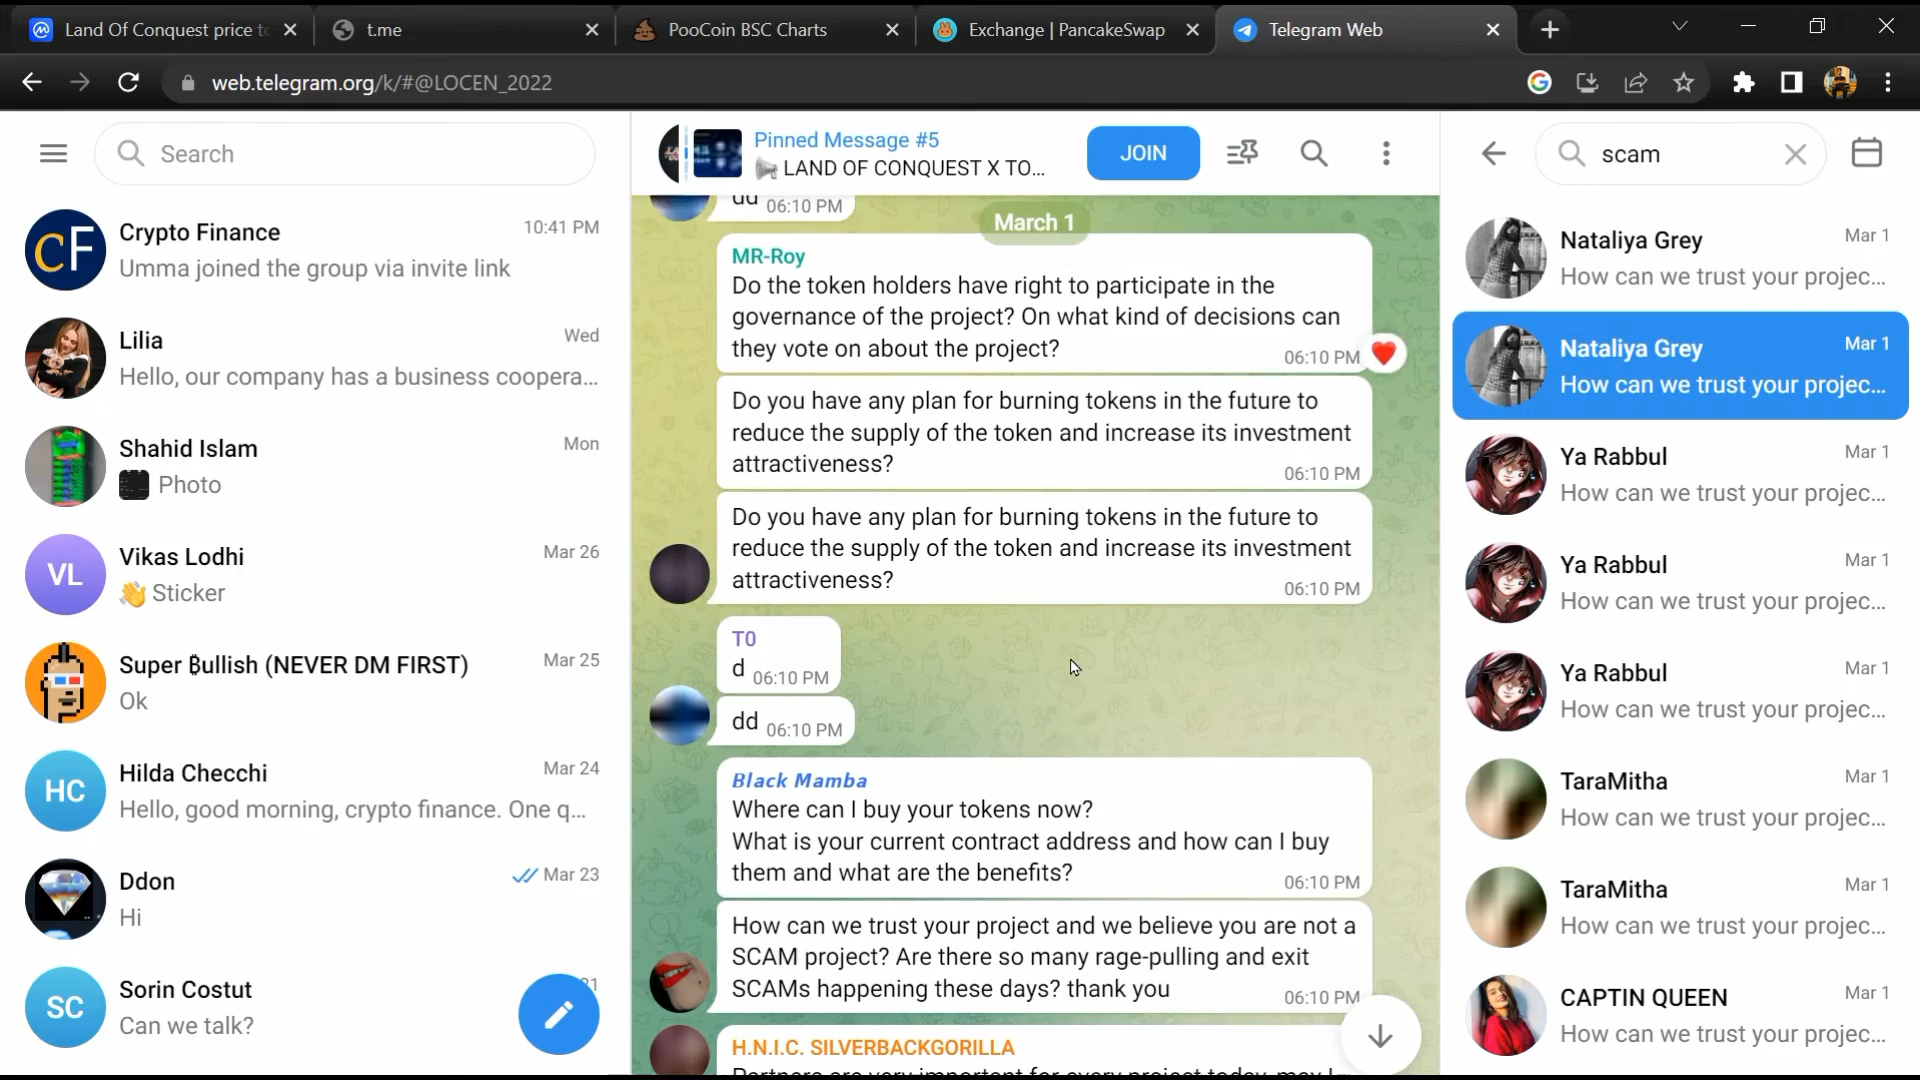 Land Of Conquest price to
t.me
PooCoin BSC Charts
Exchange | PancakeSwap
Telegram Web
web.telegram.org/k/#@LOCEN_2022
Search
Crypto Finance
10:41 PM
Umma joined the group via invite link
Lilia
Wed
Hello, our company has a business coopera...
Shahid Islam
Mon
Photo
VL
Vikas Lodhi
Mar 26
Sticker
Super ₿ullish (NEVER DM FIRST)
Mar 25
Ok
HC
Hilda Checchi
Mar 24
Hello, good morning, crypto finance. One q...
Ddon
Mar 23
Hi
SC
Sorin Costut
Can we talk?
Pinned Message #5
LAND OF CONQUEST X TO...
JOIN
dd 06:10 PM
March 1
MR-Roy
Do the token holders have right to participate in the
governance of the project? On what kind of decisions can
they vote on about the project?
06:10 PM
Do you have any plan for burning tokens in the future to
reduce the supply of the token and increase its investment
attractiveness?
06:10 PM
Do you have any plan for burning tokens in the future to
reduce the supply of the token and increase its investment
attractiveness?
06:10 PM
T0
d 06:10 PM
dd 06:10 PM
Black Mamba
Where can I buy your tokens now?
What is your current contract address and how can I buy
them and what are the benefits?
06:10 PM
How can we trust your project and we believe you are not a
SCAM project? Are there so many rage-pulling and exit
SCAMs happening these days? thank you
06:10 PM
H.N.I.C. SILVERBACKGORILLA
Partners are very important for every project today, may I
scam
Nataliya Grey
Mar 1
How can we trust your projec...
Nataliya Grey
Mar 1
How can we trust your projec...
Ya Rabbul
Mar 1
How can we trust your projec...
Ya Rabbul
Mar 1
How can we trust your projec...
Ya Rabbul
Mar 1
How can we trust your projec...
TaraMitha
Mar 1
How can we trust your projec...
TaraMitha
Mar 1
How can we trust your projec...
CAPTIN QUEEN
Mar 1
How can we trust your projec...